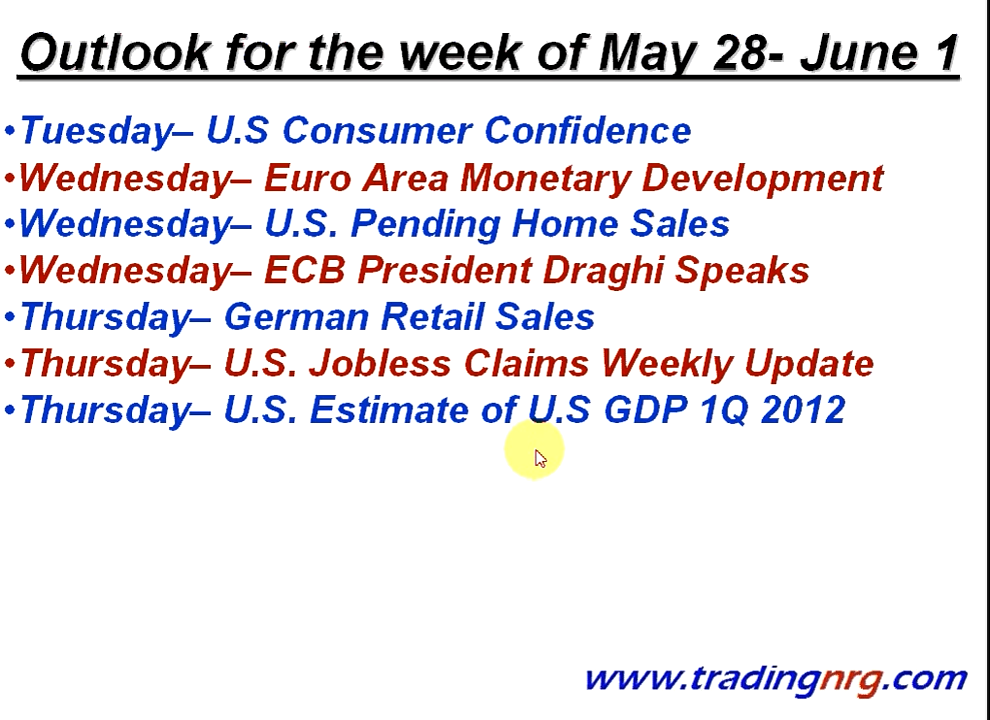 Outlook for the week of May 28- June 1
•Tuesday– U.S Consumer Confidence
•Wednesday– Euro Area Monetary Development
•Wednesday– U.S. Pending Home Sales
•Wednesday– ECB President Draghi Speaks
•Thursday– German Retail Sales
•Thursday– U.S. Jobless Claims Weekly Update
•Thursday– U.S. Estimate of U.S GDP 1Q 2012
www.tradingnrg.com